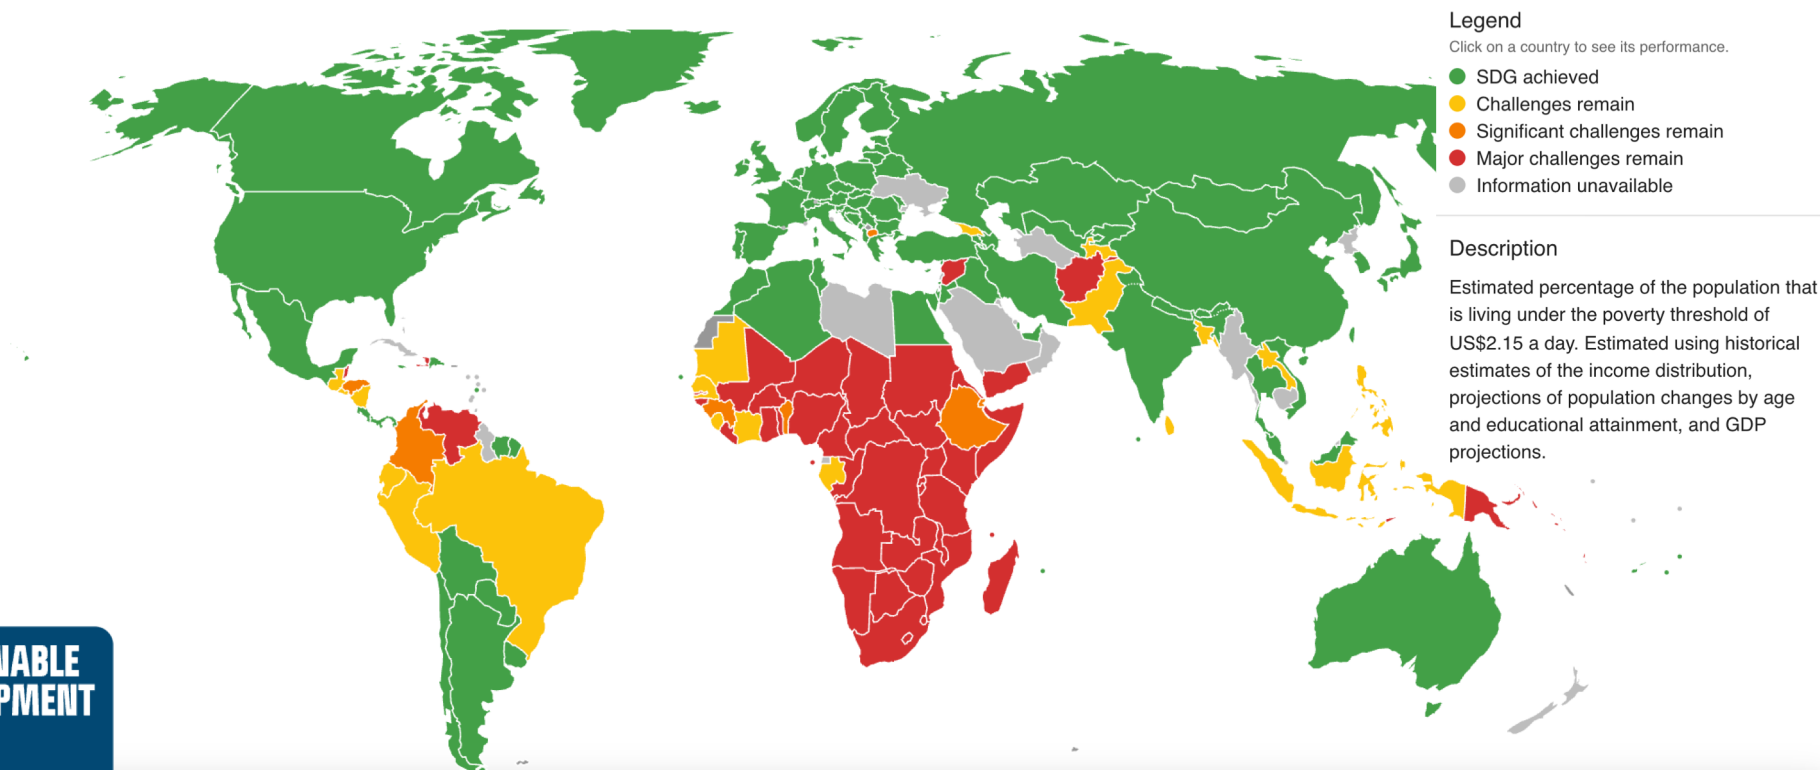 Legend
Click on a country to see its performance.
SDG achieved
Challenges remain
Significant challenges remain
Major challenges remain
Information unavailable
Description
Estimated percentage of the population that
is living under the poverty threshold of
US$2.15 a day. Estimated using historical
estimates of the income distribution,
projections of population changes by age
and educational attainment, and GDP
projections.
NABLE
PMENT